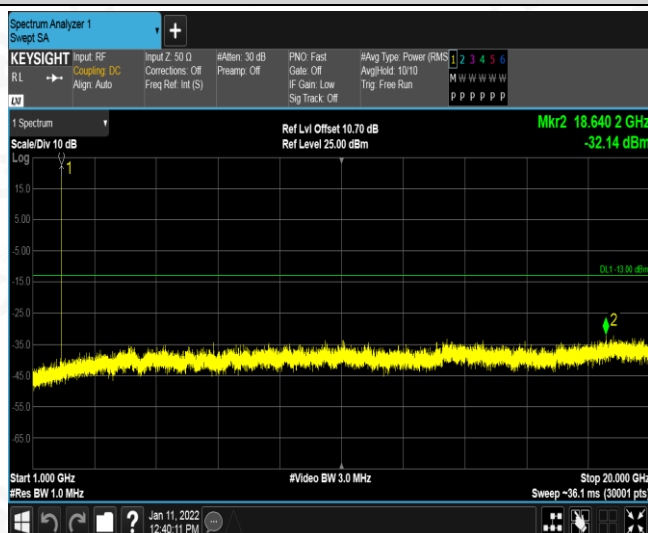 Spectrum Analyzer 1
Swept SA
KEYSIGHT
RL
LXI
Input: RF
Coupling: DC
Align: Auto
Input Z: 50 Ω
Corrections: Off
Freq Ref: Int (S)
#Atten: 30 dB
Preamp: Off
PNO: Fast
Gate: Off
IF Gain: Low
Sig Track: Off
#Avg Type: Power (RMS
Avg|Hold: 10/10
Trig: Free Run
1 2 3 4 5 6
M W W W W W
P P P P P P
1 Spectrum
Scale/Div 10 dB
Ref Lvl Offset 10.70 dB
Ref Level 25.00 dBm
Mkr2 18.640 2 GHz
-32.14 dBm
Log
1
15.0
5.00
-5.00
DL1 -13.00 dBm
-15.0
-25.0
2
-35.0
-45.0
-55.0
-65.0
Start 1.000 GHz
#Res BW 1.0 MHz
#Video BW 3.0 MHz
Stop 20.000 GHz
Sweep ~36.1 ms (30001 pts)
Jan 11, 2022
12:40:11 PM